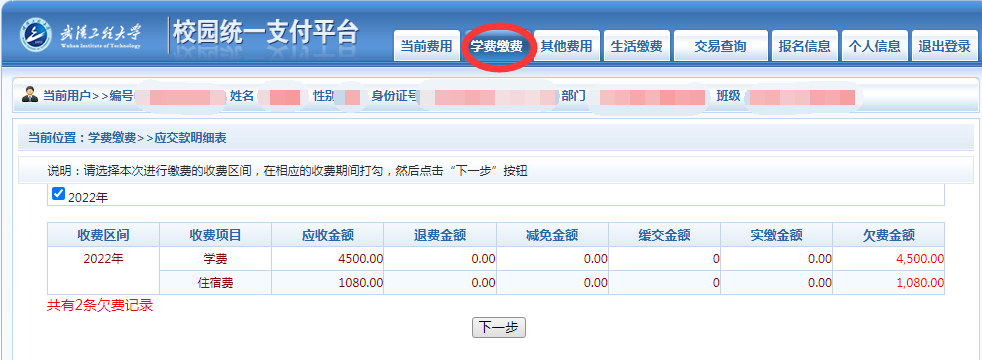 武汉工程大学
Wuhan Institute of Technology
校园统一支付平台
当前费用 学费缴费 其他费用 生活缴费 交易查询 报名信息 个人信息 退出登录
当前用户>>编号 姓名 性别 身份证号 部门 班级
当前位置：学费缴费>>应交款明细表
说明：请选择本次进行缴费的收费区间，在相应的收费期间打勾，然后点击“下一步”按钮
2022年
收费区间 收费项目 应收金额 退费金额 减免金额 缓交金额 实缴金额 欠费金额
2022年 学费 4500.00 0.00 0.00 0 0.00 4,500.00
住宿费 1080.00 0.00 0.00 0 0.00 1,080.00
共有2条欠费记录
下一步